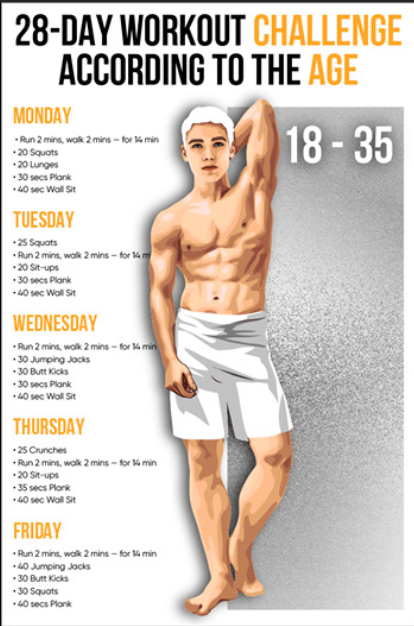 28-DAY WORKOUT CHALLENGE
ACCORDING TO THE AGE
18 - 35
MONDAY
• Run 2 mins, walk 2 mins – for 14 min
• 20 Squats
• 20 Lunges
• 30 secs Plank
• 40 sec Wall Sit
TUESDAY
• 25 Squats
• Run 2 mins, walk 2 mins – for 14 m
• 20 Sit-ups
• 30 secs Plank
• 40 sec Wall Sit
WEDNESDAY
• Run 2 mins, walk 2 mins – for 14 min
• 30 Jumping Jacks
• 30 Butt Kicks
• 30 secs Plank
• 40 sec Wall Sit
THURSDAY
• 25 Crunches
• Run 2 mins, walk 2 mins – for 14 min
• 20 Sit-ups
• 35 secs Plank
• 40 sec Wall Sit
FRIDAY
• Run 2 mins, walk 2 mins – for 14 min
• 40 Jumping Jacks
• 30 Butt Kicks
• 30 Squats
• 40 secs Plank